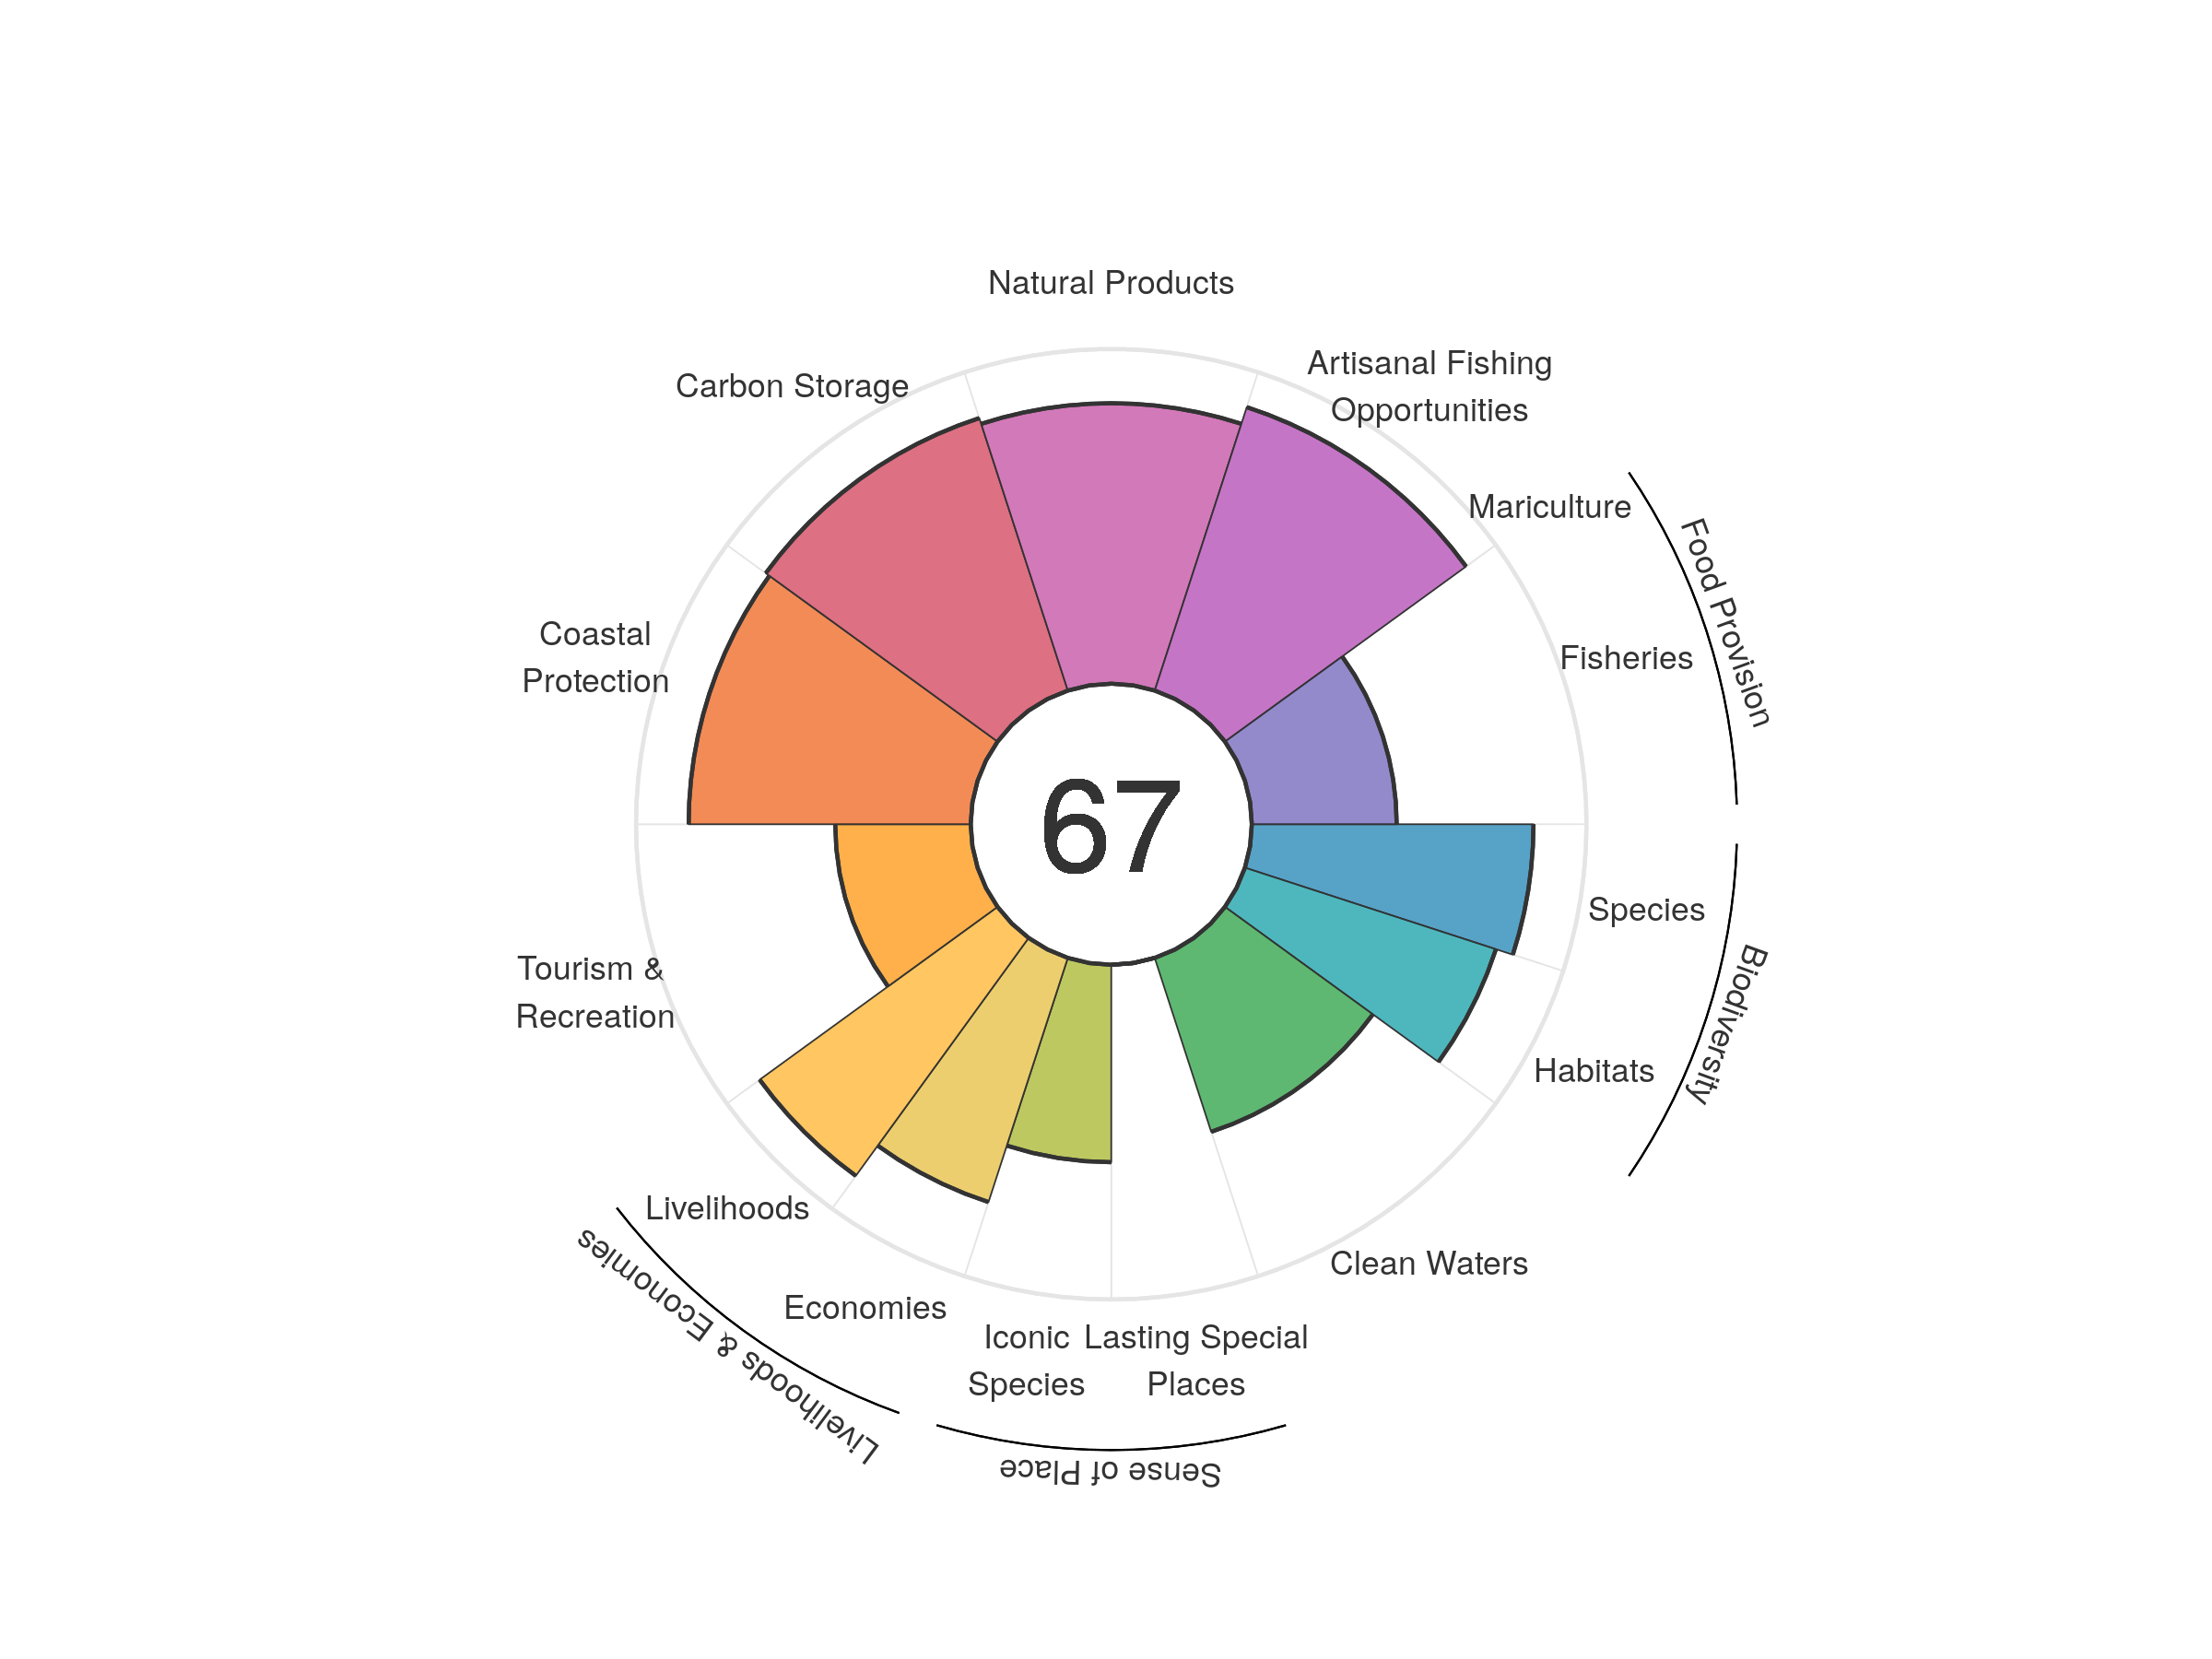 Natural Products
Artisanal Fishing
Opportunities
Carbon Storage
Mariculture
Food Provision
Coastal
Protection
Fisheries
67
Species
Biodiversity
Tourism &
Recreation
Habitats
Livelihoods
Clean Waters
Livelihoods & Economies
Economies
Iconic
Species
Lasting Special
Places
Sense of Place